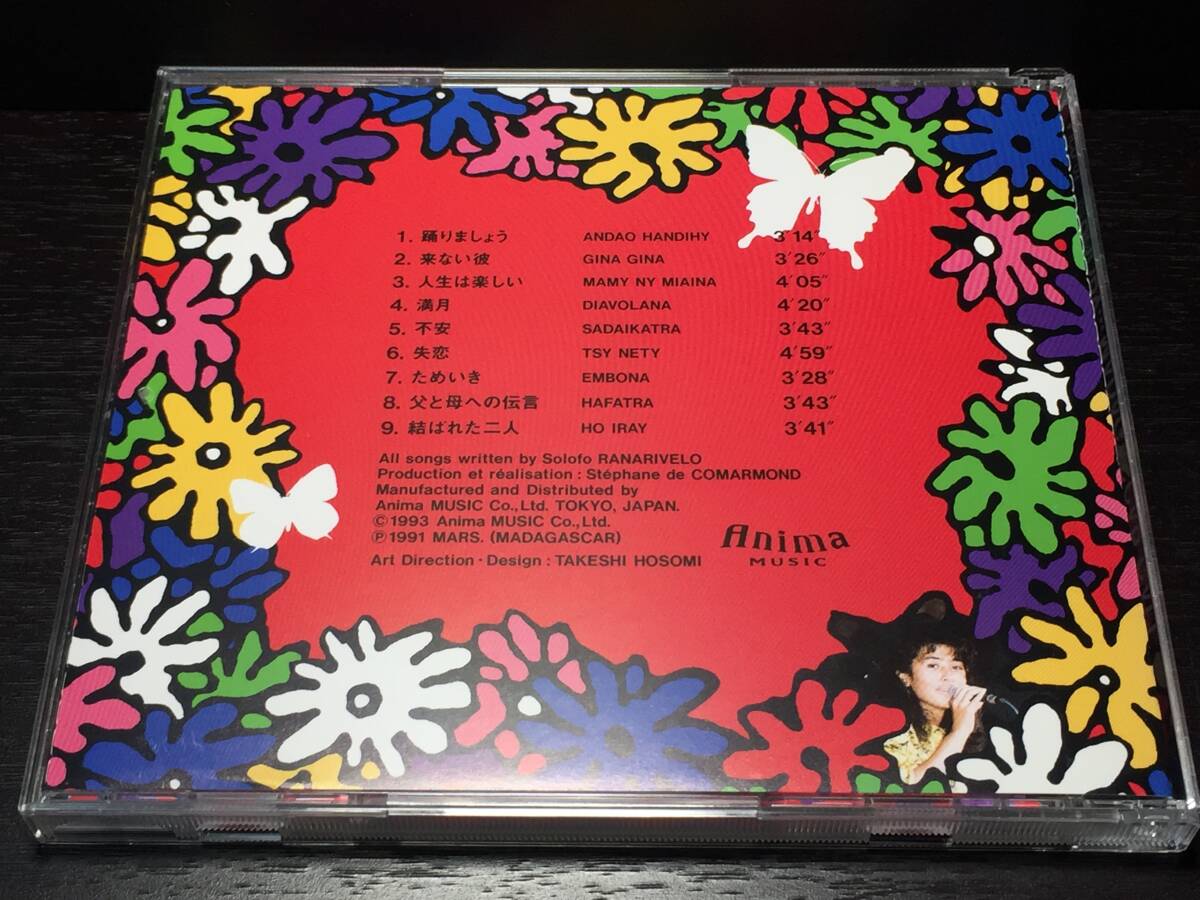 1. 踊りましょう ANDAO HANDIHY 3'14"
2. 来ない彼 GINA GINA 3'26"
3. 人生は楽しい MAMY NY MIAINA 4'05"
4. 満月 DIAVOLANA 4'20"
5. 不安 SADAIKATRA 3'43"
6. 失恋 TSY NETY 4'59"
7. ためいき EMBONA 3'28"
8. 父と母への伝言 HAFATRA 3'43"
9. 結ばれた二人 HO IRAY 3'41"
All songs written by Solofo RANARIVELO
Production et réalisation : Stéphane de COMARMOND
Manufactured and Distributed by
Anima MUSIC Co.,Ltd. TOKYO, JAPAN.
©1993 Anima MUSIC Co.,Ltd.
℗1991 MARS. (MADAGASCAR)
Art Direction・Design : TAKESHI HOSOMI
Anima
MUSIC